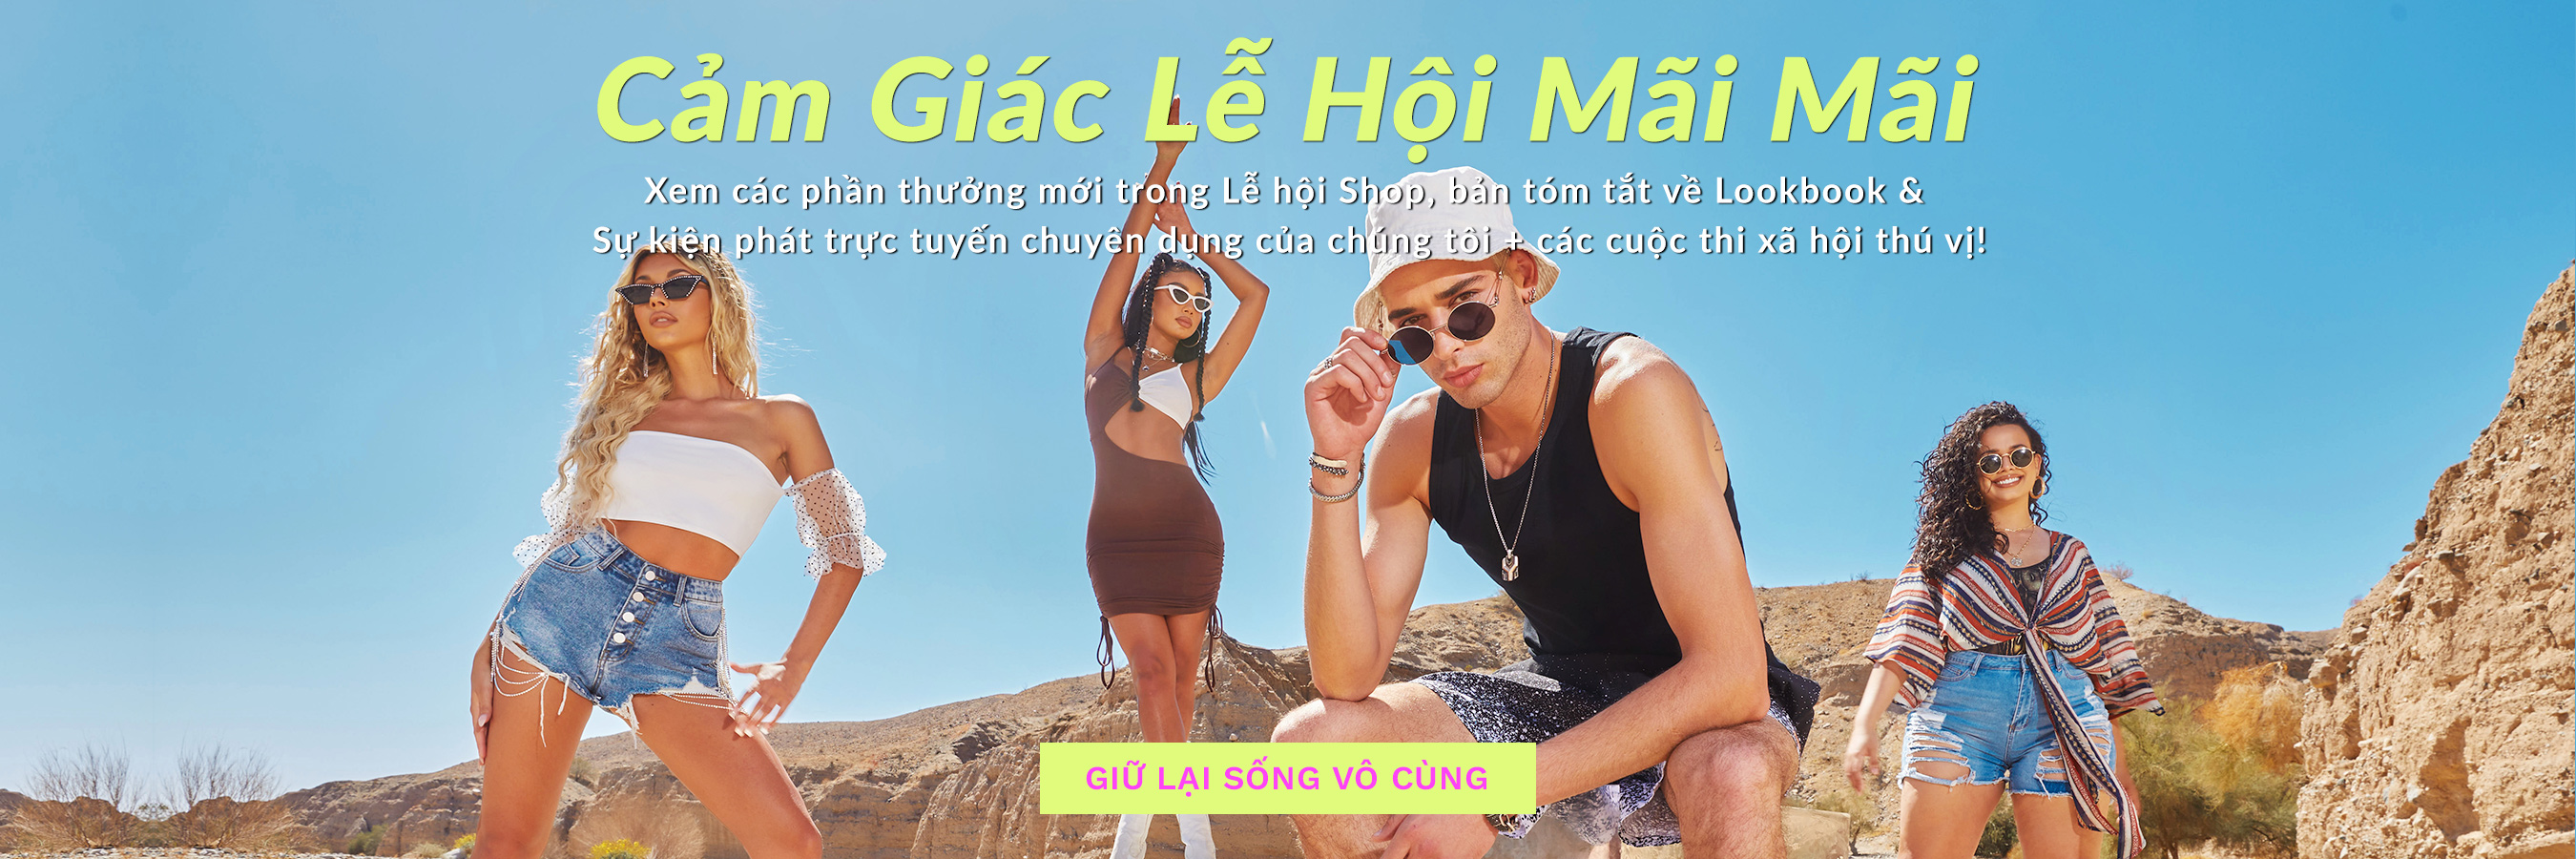 Cảm Giác Lễ Hội Mãi Mãi
Xem các phần thưởng mới trong Lễ hội Shop, bản tóm tắt về Lookbook &
Sự kiện phát trực tuyến chuyên dụng của chúng tôi + các cuộc thi xã hội thú vị!
GIỮ LẠI SỐNG VÔ CÙNG